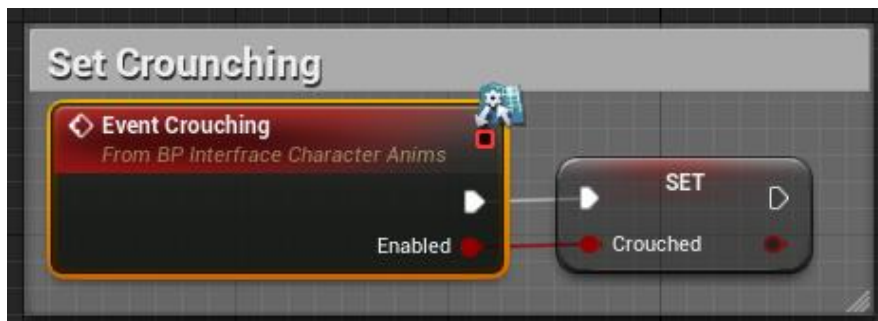 Set Crounching
Event Crouching
From BP Interfrace Character Anims
SET
Enabled
Crouched